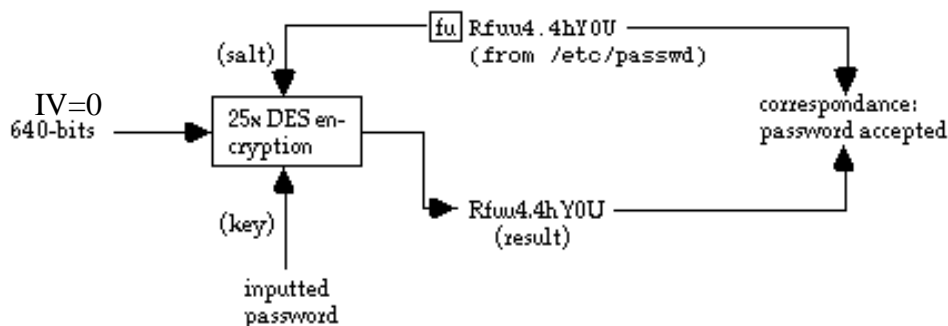 fu Rfuu4.4hY0U
(from /etc/passwd)
(salt)
IV=0
640-bits
25x DES en-
cryption
correspondance:
password accepted
Rfuu4.4hY0U
(result)
(key)
inputted
password